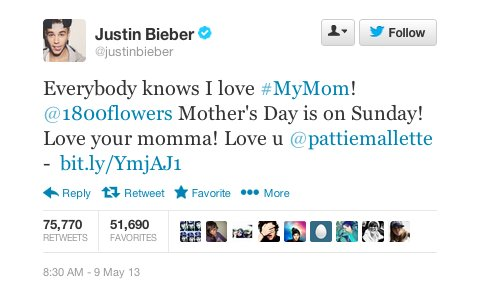 Justin Bieber
@justinbieber
Follow
Everybody knows I love #MyMom!
@1800flowers Mother's Day is on Sunday!
Love your momma! Love u @pattiemallette
- bit.ly/YmjAJ1
Reply Retweet Favorite More
75,770 51,690
RETWEETS FAVORITES
8:30 AM - 9 May 13